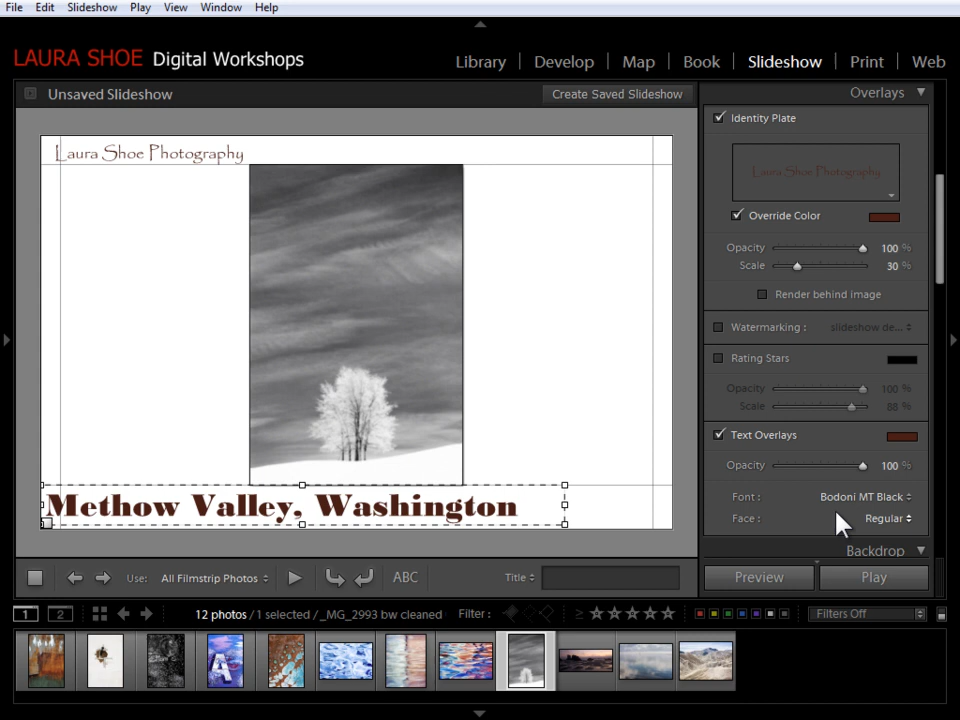 File Edit Slideshow Play View Window Help
LAURA SHOE Digital Workshops
Library Develop Map Book Slideshow Print Web
Unsaved Slideshow
Create Saved Slideshow
Overlays
Identity Plate
Laura Shoe Photography
Laura Shoe Photography
Override Color
Opacity 100 %
Scale 30 %
Render behind image
Watermarking : slideshow de...
Rating Stars
Opacity 100 %
Scale 88 %
Text Overlays
Opacity 100 %
Font : Bodoni MT Black
Methow Valley, Washington
Face : Regular
Backdrop
Use: All Filmstrip Photos ABC Title
Preview Play
1 2 12 photos / 1 selected / _MG_2993 bw cleaned Filter : ≥ Filters Off